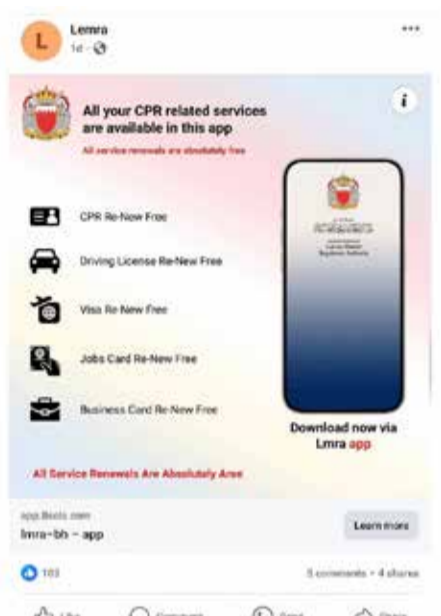 L
Lemra
1d
i
All your CPR related services
are available in this app
All service renewals are absolutely free
CPR Re-New Free
Driving License Re-New Free
Visa Re-New Free
Jobs Card Re-New Free
Business Card Re-New Free
Download now via
Lmra app
All Service Renewals Are Absolutely Aree
Learn more
lmra-bh - app
103
5 comments • 4 shares
Like
Comment
Send
Share